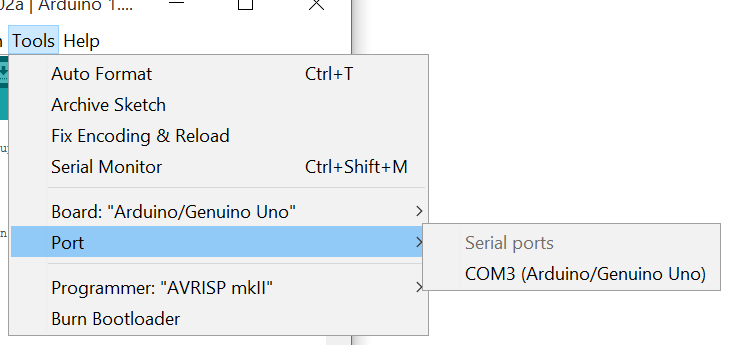 02a | Arduino 1....
Tools Help
Auto Format Ctrl+T
Archive Sketch
Fix Encoding & Reload
Serial Monitor Ctrl+Shift+M
Board: "Arduino/Genuino Uno"
Port
Serial ports
COM3 (Arduino/Genuino Uno)
Programmer: "AVRISP mkII"
Burn Bootloader